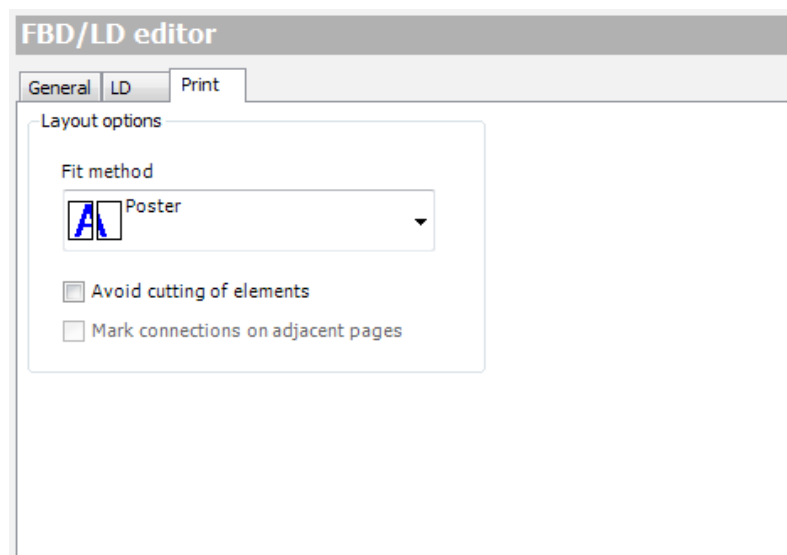 FBD/LD editor
General LD Print
Layout options
Fit method
A Poster
Avoid cutting of elements
Mark connections on adjacent pages